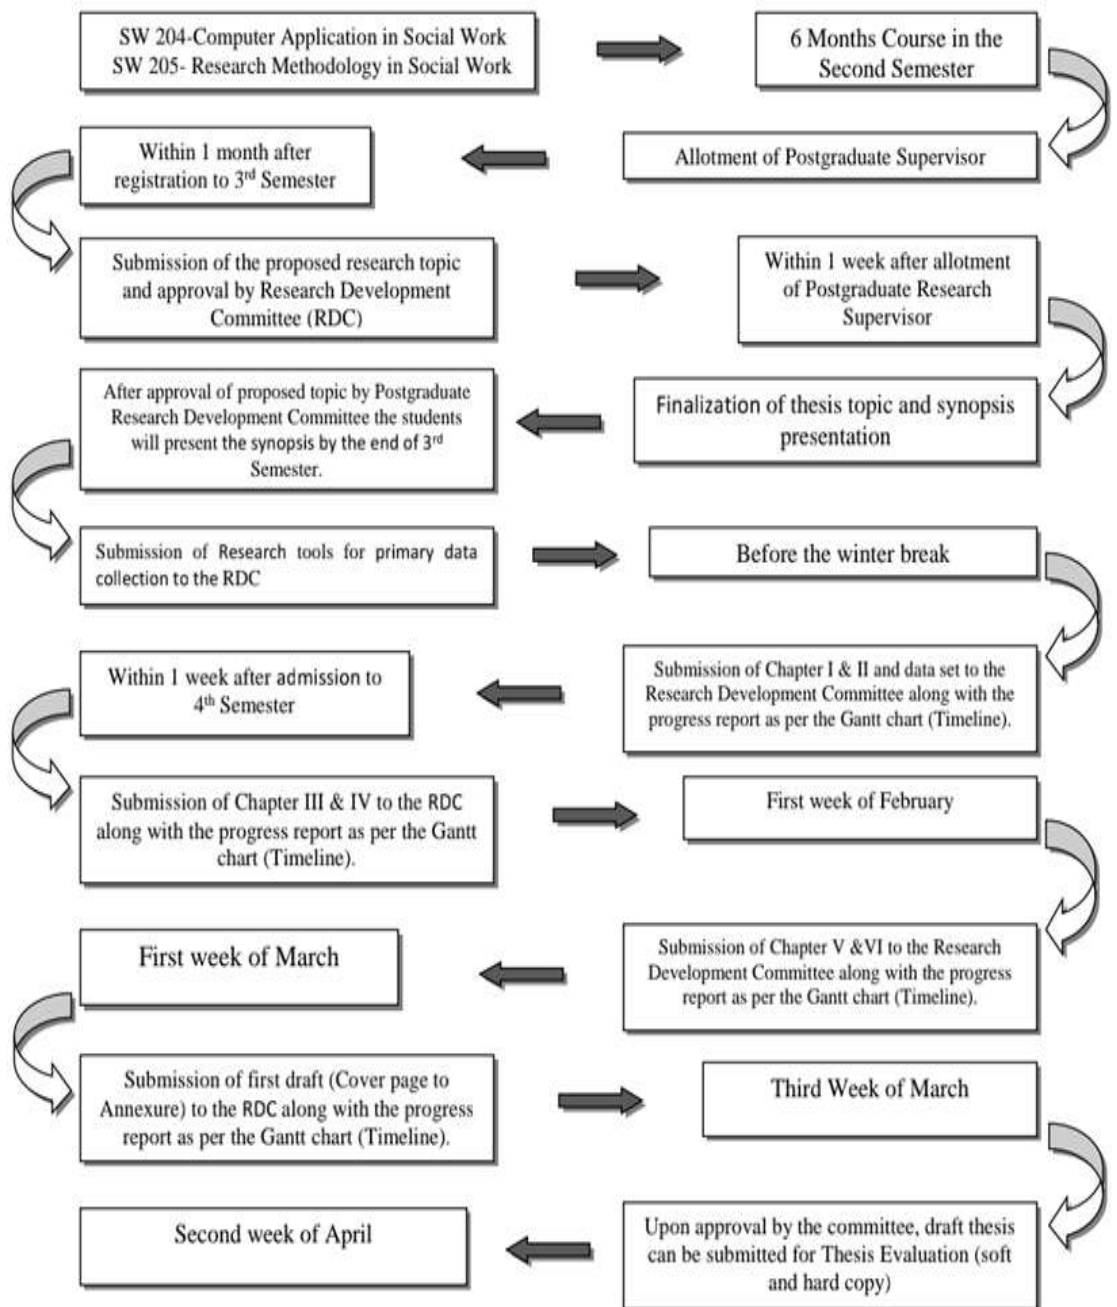 SW 204-Computer Application in Social Work
SW 205- Research Methodology in Social Work
6 Months Course in the
Second Semester
Allotment of Postgraduate Supervisor
Within 1 month after
registration to 3rd Semester
Submission of the proposed research topic
and approval by Research Development
Committee (RDC)
Within 1 week after allotment
of Postgraduate Research
Supervisor
Finalization of thesis topic and synopsis
presentation
After approval of proposed topic by Postgraduate
Research Development Committee the students
will present the synopsis by the end of 3rd
Semester.
Submission of Research tools for primary data
collection to the RDC
Before the winter break
Submission of Chapter I & II and data set to the
Research Development Committee along with the
progress report as per the Gantt chart (Timeline).
Within 1 week after admission to
4th Semester
Submission of Chapter III & IV to the RDC
along with the progress report as per the Gantt
chart (Timeline).
First week of February
Submission of Chapter V &VI to the Research
Development Committee along with the progress
report as per the Gantt chart (Timeline).
First week of March
Submission of first draft (Cover page to
Annexure) to the RDC along with the progress
report as per the Gantt chart (Timeline).
Third Week of March
Upon approval by the committee, draft thesis
can be submitted for Thesis Evaluation (soft
and hard copy)
Second week of April